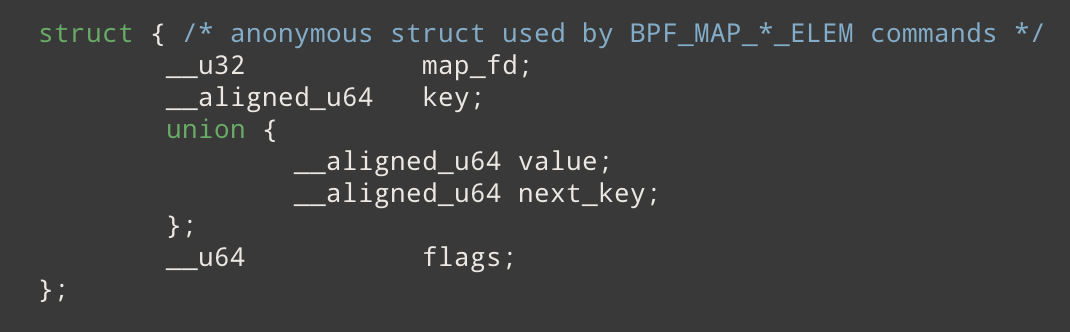 struct { /* anonymous struct used by BPF_MAP_*_ELEM commands */
        __u32           map_fd;
        __aligned_u64   key;
        union {
                __aligned_u64 value;
                __aligned_u64 next_key;
        };
        __u64           flags;
};